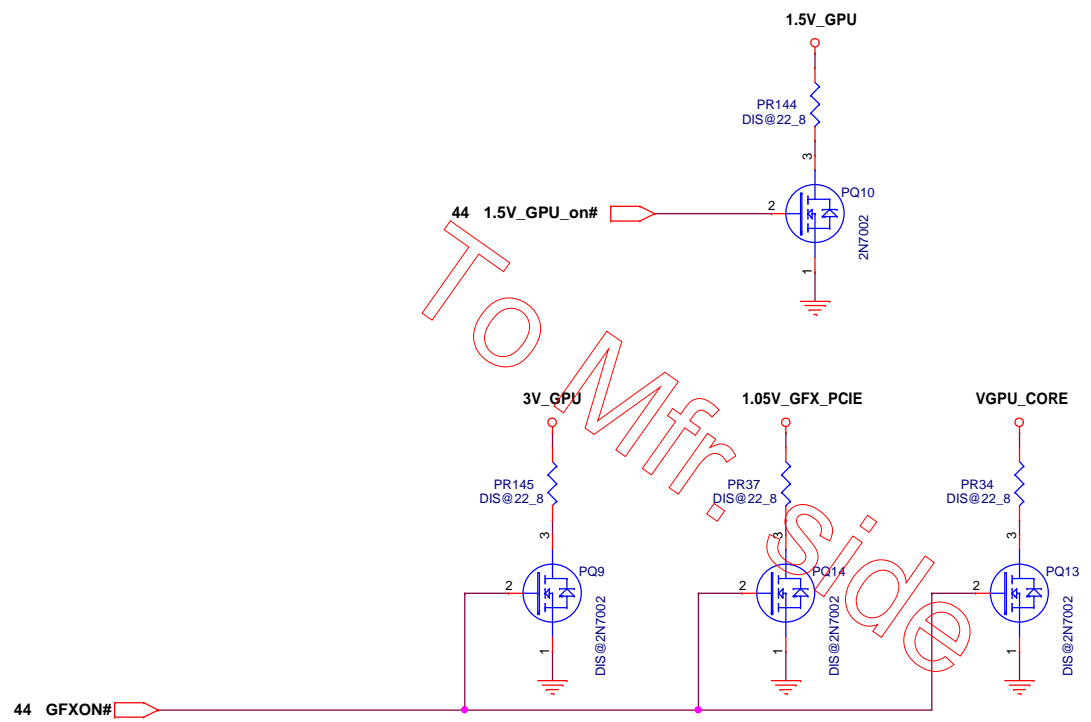 1.5V_GPU
PR144
DIS@22_8
3
PQ10
44 1.5V_GPU_on#
2
2N7002
1
To Mfr. side
3V_GPU
1.05V_GFX_PCIE
VGPU_CORE
PR145
DIS@22_8
PR37
DIS@22_8
PR34
DIS@22_8
3
3
3
PQ9
PQ14
PQ13
2
2
2
DIS@2N7002
DIS@2N7002
DIS@2N7002
1
1
1
44 GFXON#